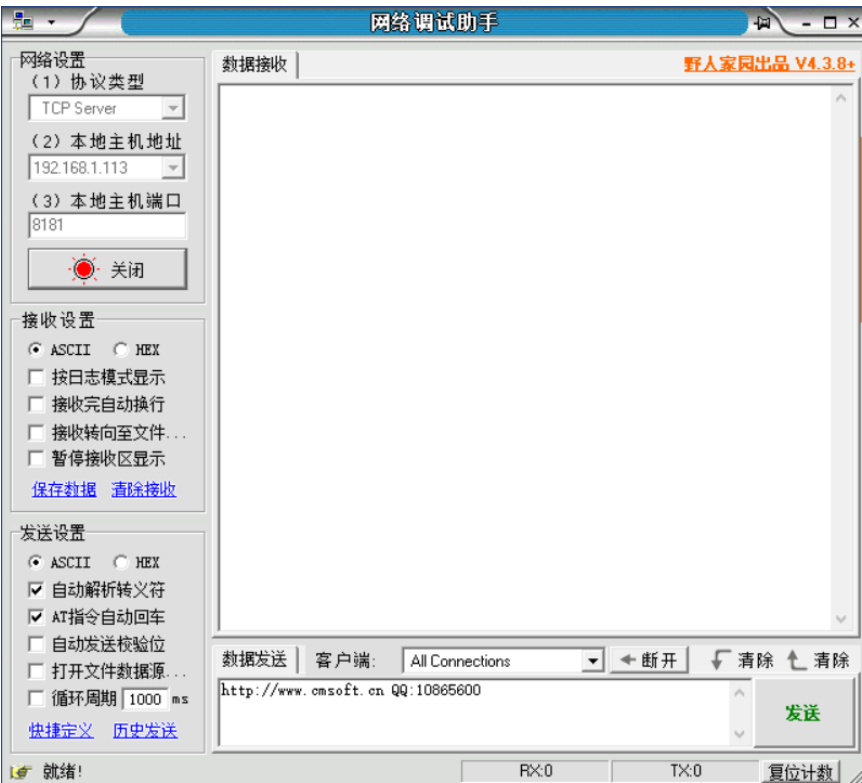 网络调试助手
网络设置
（1）协议类型
TCP Server
（2）本地主机地址
192.168.1.113
（3）本地主机端口
8181
关闭
接收设置
ASCII HEX
按日志模式显示
接收完自动换行
接收转向至文件...
暂停接收区显示
保存数据 清除接收
发送设置
ASCII HEX
自动解析转义符
AT指令自动回车
自动发送校验位
打开文件数据源...
循环周期 1000 ms
快捷定义 历史发送
数据接收 野人家园出品 V4.3.8+
数据发送 客户端: All Connections 断开 清除 清除
http://www.cmsoft.cn QQ:10865600
发送
就绪! RX:0 TX:0 复位计数